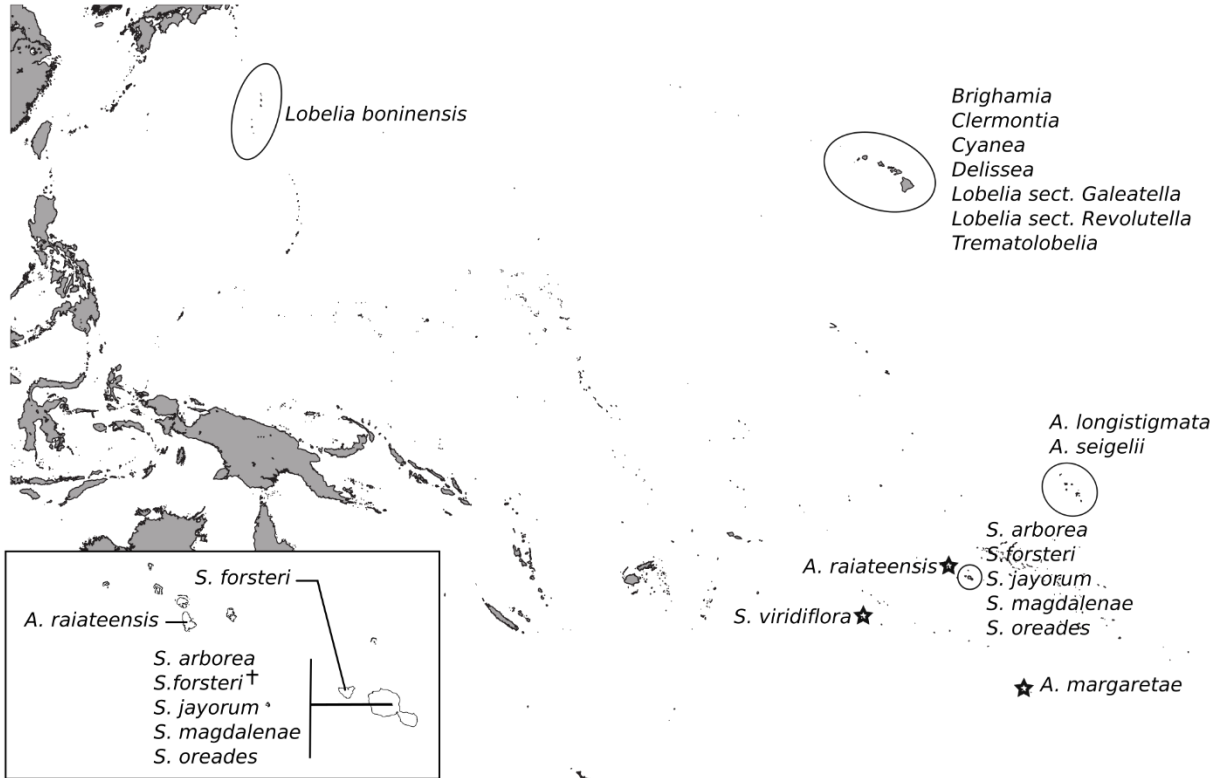 Lobelia boninensis
Brighamia
Clermontia
Cyanea
Delissea
Lobelia sect. Galeatella
Lobelia sect. Revolutella
Trematolobelia
A. longistigmata
A. seigelii
S. arborea
S.forsteri
S. jayorum
S. magdalenae
S. oreades
A. raiateensis
S. viridiflora
A. margaretae
S. forsteri
A. raiateensis
S. arborea
S.forsteri†
S. jayorum
S. magdalenae
S. oreades